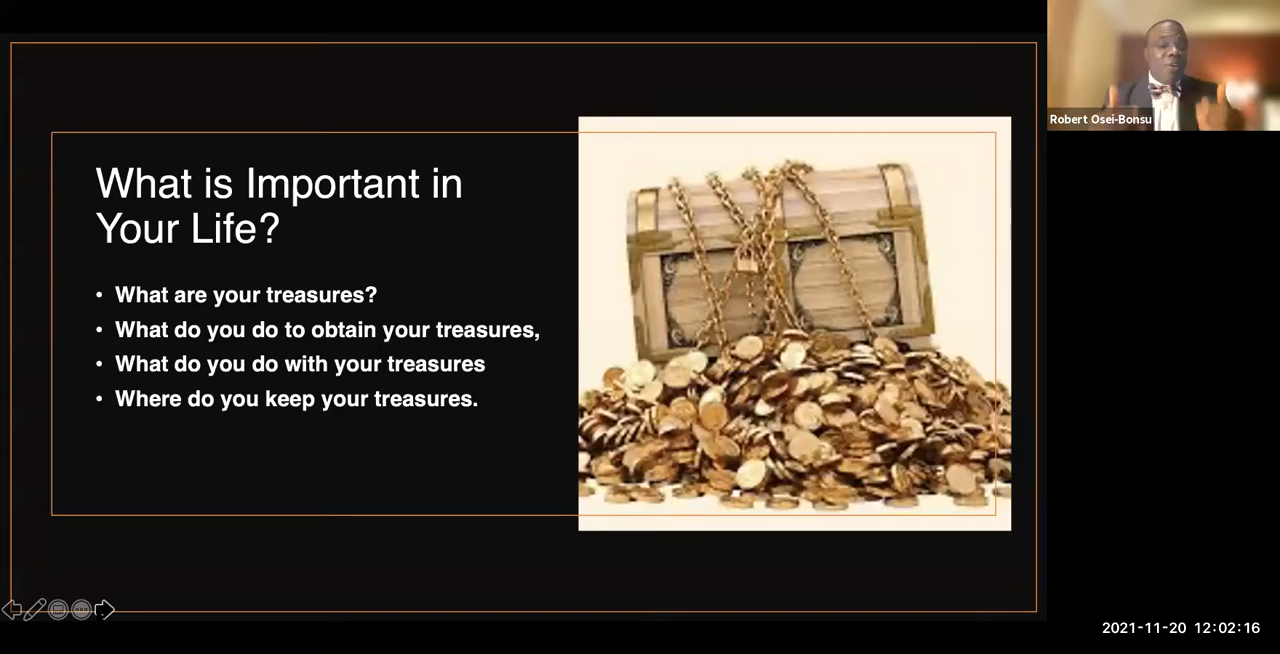 What is Important in
Your Life?
• What are your treasures?
• What do you do to obtain your treasures,
• What do you do with your treasures
• Where do you keep your treasures.
Robert Osei-Bonsu
2021-11-20 12:02:16